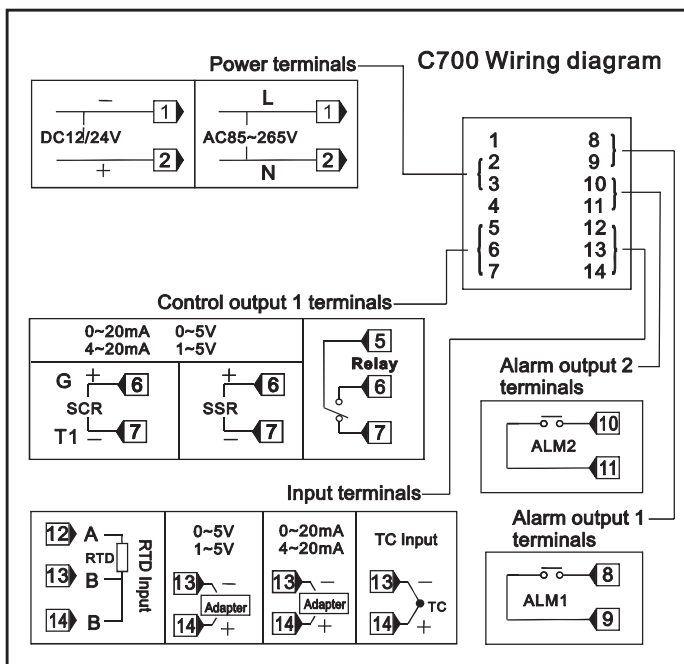 C700 Wiring diagram
Power terminals
− 1 L 1
DC12/24V AC85~265V
+ 2 N 2
1 8
2 9
3 10
4 11
5 12
6 13
7 14
Control output 1 terminals
0~20mA 0~5V
4~20mA 1~5V
G + 6
SCR
T1 − 7
+ 6
SSR
− 7
5
Relay
6
7
Alarm output 2
terminals
10
ALM2
11
Input terminals
12 A
RTD
13 B
14 B
RTD Input
0~5V
1~5V
13 −
Adapter
14 +
0~20mA
4~20mA
13 −
Adapter
14 +
TC Input
13 −
TC
14 +
Alarm output 1
terminals
8
ALM1
9